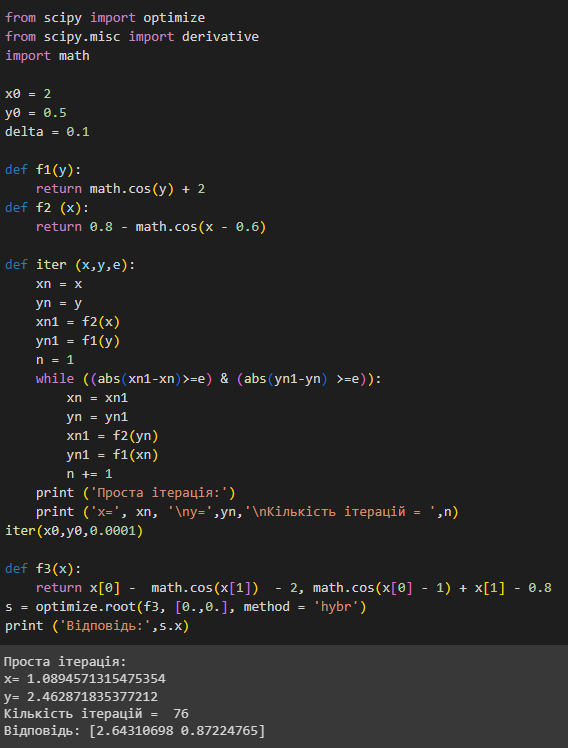 from scipy import optimize
from scipy.misc import derivative
import math

x0 = 2
y0 = 0.5
delta = 0.1

def f1(y):
    return math.cos(y) + 2
def f2 (x):
    return 0.8 - math.cos(x - 0.6)

def iter (x,y,e):
    xn = x
    yn = y
    xn1 = f2(x)
    yn1 = f1(y)
    n = 1
    while ((abs(xn1-xn)>=e) & (abs(yn1-yn) >=e)):
        xn = xn1
        yn = yn1
        xn1 = f2(yn)
        yn1 = f1(xn)
        n += 1
    print ('Проста ітерація:')
    print ('x=', xn, '\ny=',yn,'\nКількість ітерацій = ',n)
iter(x0,y0,0.0001)

def f3(x):
    return x[0] -  math.cos(x[1])  - 2, math.cos(x[0] - 1) + x[1] - 0.8
s = optimize.root(f3, [0.,0.], method = 'hybr')
print ('Відповідь:',s.x)
Проста ітерація:
x= 1.0894571315475354
y= 2.462871835377212
Кількість ітерацій =  76
Відповідь: [2.64310698 0.87224765]